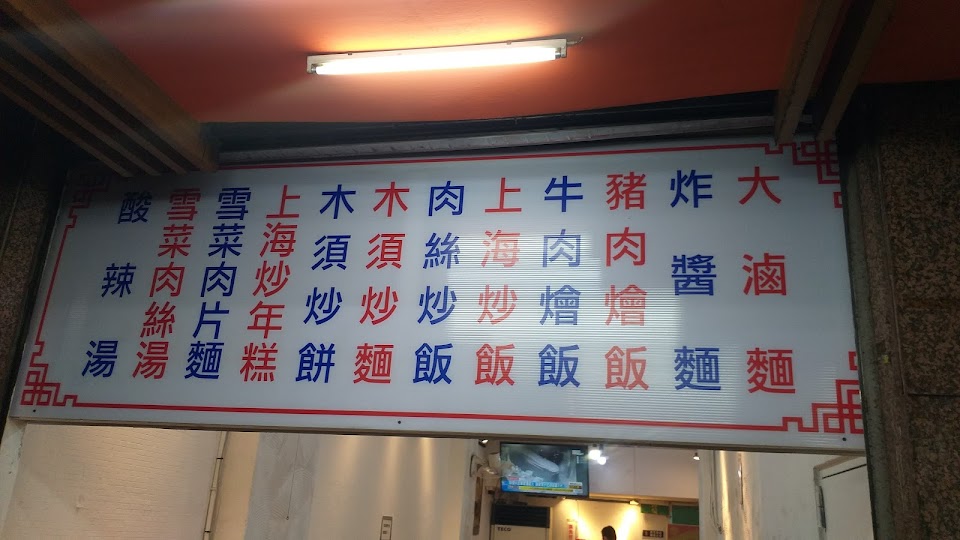 大滷麵
炸醬麵
豬肉燴飯
牛肉燴飯
上海炒飯
肉絲炒飯
木須炒麵
木須炒餅
上海炒年糕
雪菜肉片麵
雪菜肉絲湯
酸辣湯
TECO